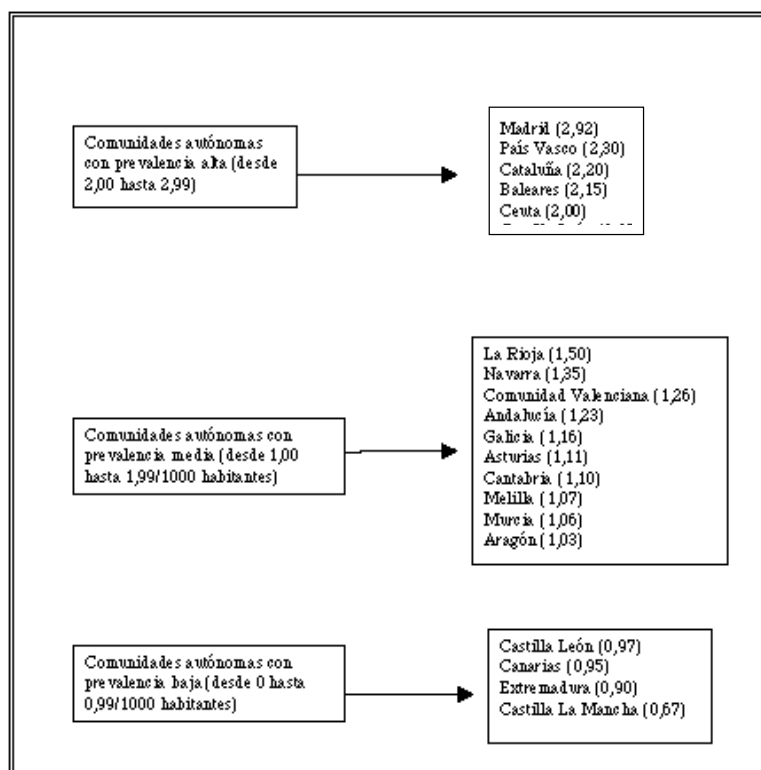 Comunidades autónomas
con prevalencia alta (desde
2,00 hasta 2,99)
Madrid (2,92)
País Vasco (2,30)
Cataluña (2,20)
Baleares (2,15)
Ceuta (2,00)
Comunidades autónomas con
prevalencia media (desde 1,00
hasta 1,99/1000 habitantes)
La Rioja (1,50)
Navarra (1,35)
Comunidad Valenciana (1,26)
Andalucía (1,23)
Galicia (1,16)
Asturias (1,11)
Cantabria (1,10)
Melilla (1,07)
Murcia (1,06)
Aragón (1,03)
Comunidades autónomas con
prevalencia baja (desde 0 hasta
0,99/1000 habitantes)
Castilla León (0,97)
Canarias (0,95)
Extremadura (0,90)
Castilla La Mancha (0,67)